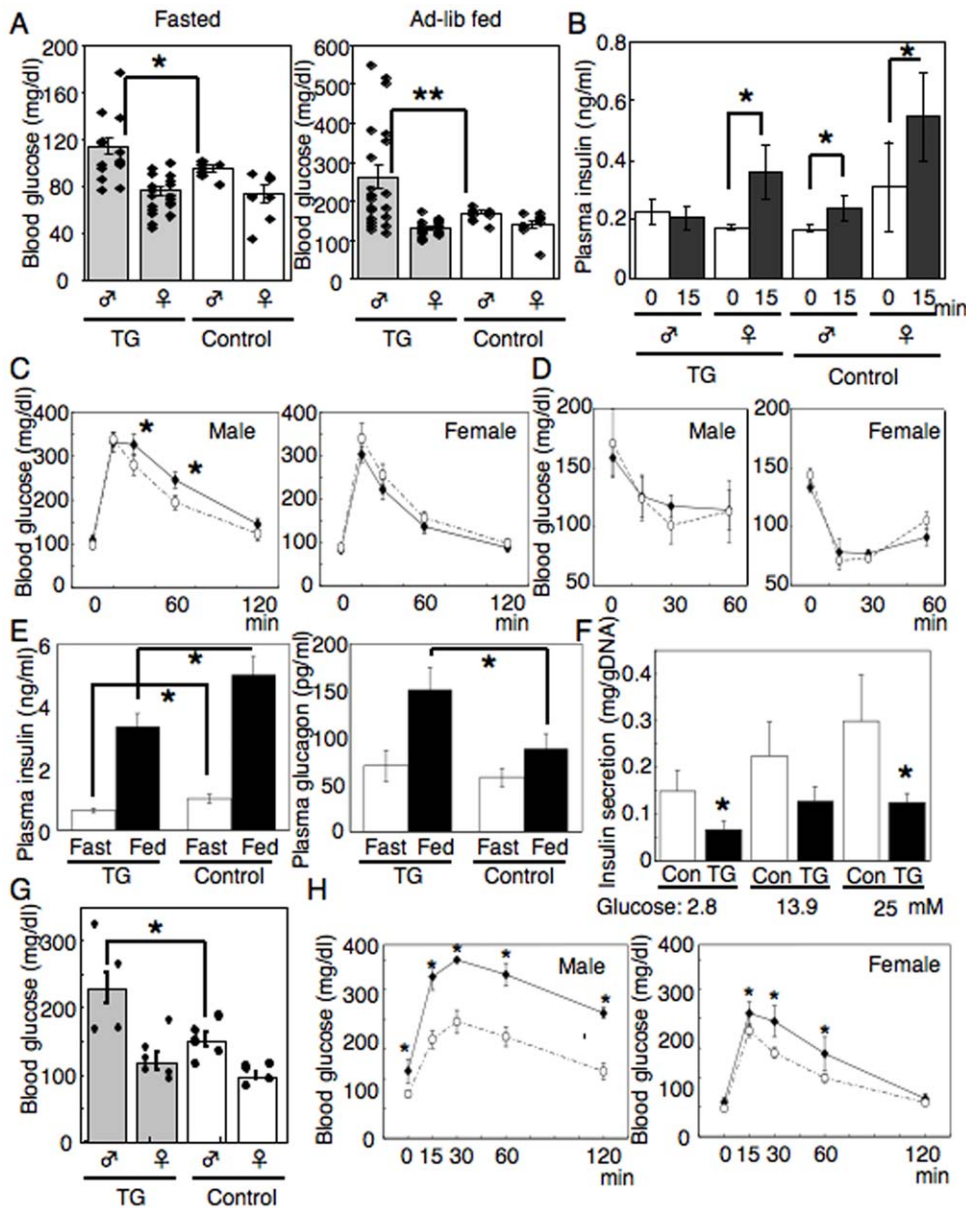 A
Fasted
Ad-lib fed
Blood glucose (mg/dl)
200
160
120
80
40
0
*
♂ ♀ ♂ ♀
TG Control
Blood glucose (mg/dl)
600
500
400
300
200
100
0
**
♂ ♀ ♂ ♀
TG Control
B
Plasma insulin (ng/ml)
0.8
0.6
0.4
0.2
0
* * *
0 15 0 15 0 15 0 15 min
♂ ♀ ♂ ♀
TG Control
C
Blood glucose (mg/dl)
400
300
200
100
0
* *
Male
0 60 120
min
400
300
200
100
0
Female
0 60 120
min
D
Blood glucose (mg/dl)
200
150
100
50
Male
0 30 60
200
150
100
50
Female
0 30 60
min
E
Plasma insulin (ng/ml)
6
4
2
0
* *
Fast Fed Fast Fed
TG Control
Plasma glucagon (pg/ml)
200
150
100
50
0
*
Fast Fed Fast Fed
TG Control
F
Insulin secretion (mg/gDNA)
0.4
0.3
0.2
0.1
0
* *
Con TG Con TG Con TG
Glucose: 2.8 13.9 25 mM
G
Blood glucose (mg/dl)
300
200
100
0
*
♂ ♀ ♂ ♀
TG Control
H
Blood glucose (mg/dl)
400
300
200
100
0
* * * * *
Male
0 15 30 60 120
min
Blood glucose (mg/dl)
400
300
200
100
0
* * *
Female
0 15 30 60 120
min